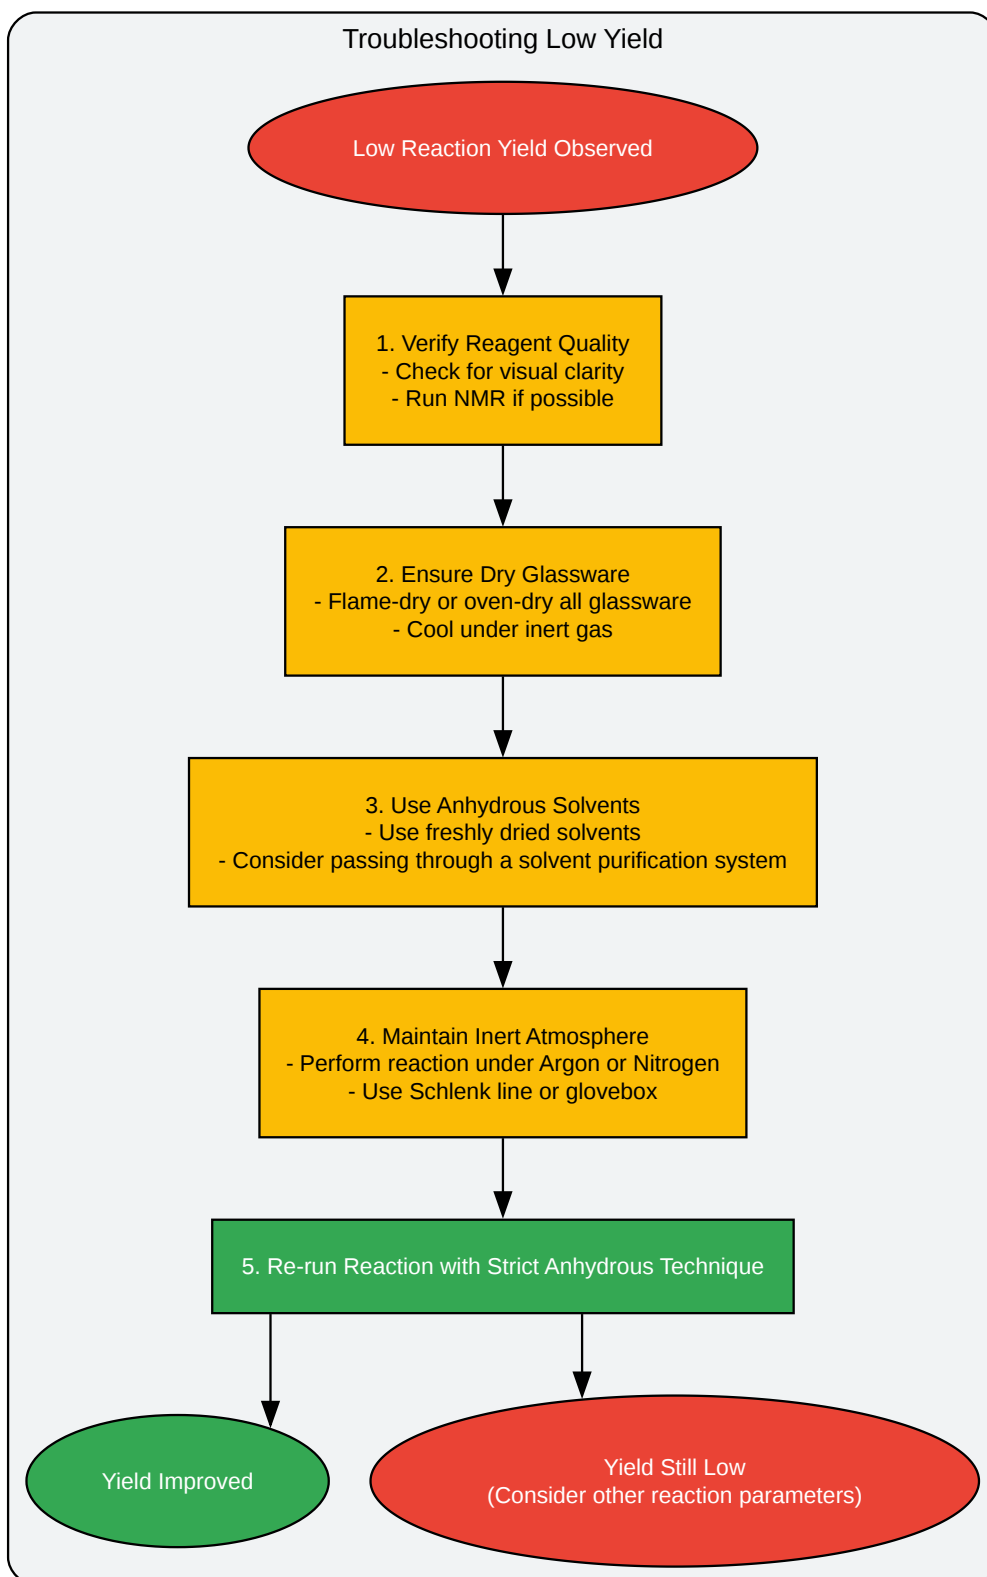 Troubleshooting Low Yield
Low Reaction Yield Observed
1. Verify Reagent Quality
- Check for visual clarity
- Run NMR if possible
2. Ensure Dry Glassware
- Flame-dry or oven-dry all glassware
- Cool under inert gas
3. Use Anhydrous Solvents
- Use freshly dried solvents
- Consider passing through a solvent purification system
4. Maintain Inert Atmosphere
- Perform reaction under Argon or Nitrogen
- Use Schlenk line or glovebox
5. Re-run Reaction with Strict Anhydrous Technique
Yield Improved
Yield Still Low
(Consider other reaction parameters)